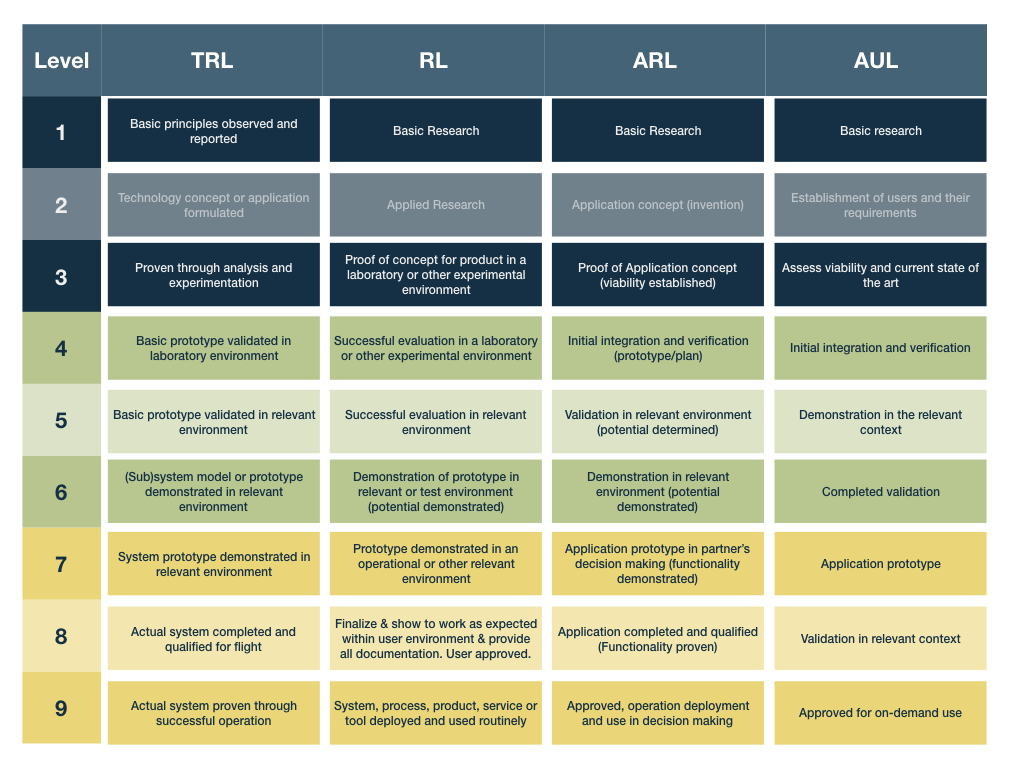 Level TRL RL ARL AUL
1
Basic principles observed and
reported
Basic Research
Basic Research
Basic research
2
Technology concept or application
formulated
Applied Research
Application concept (invention)
Establishment of users and their
requirements
3
Proven through analysis and
experimentation
Proof of concept for product in a
laboratory or other experimental
environment
Proof of Application concept
(viability established)
Assess viability and current state of
the art
4
Basic prototype validated in
laboratory environment
Successful evaluation in a laboratory
or other experimental environment
Initial integration and verification
(prototype/plan)
Initial integration and verification
5
Basic prototype validated in relevant
environment
Successful evaluation in relevant
environment
Validation in relevant environment
(potential determined)
Demonstration in the relevant
context
6
(Sub)system model or prototype
demonstrated in relevant
environment
Demonstration of prototype in
relevant or test environment
(potential demonstrated)
Demonstration in relevant
environment (potential
demonstrated)
Completed validation
7
System prototype demonstrated in
relevant environment
Prototype demonstrated in an
operational or other relevant
environment
Application prototype in partner’s
decision making (functionality
demonstrated)
Application prototype
8
Actual system completed and
qualified for flight
Finalize & show to work as expected
within user environment & provide
all documentation. User approved.
Application completed and qualified
(Functionality proven)
Validation in relevant context
9
Actual system proven through
successful operation
System, process, product, service or
tool deployed and used routinely
Approved, operation deployment
and use in decision making
Approved for on-demand use